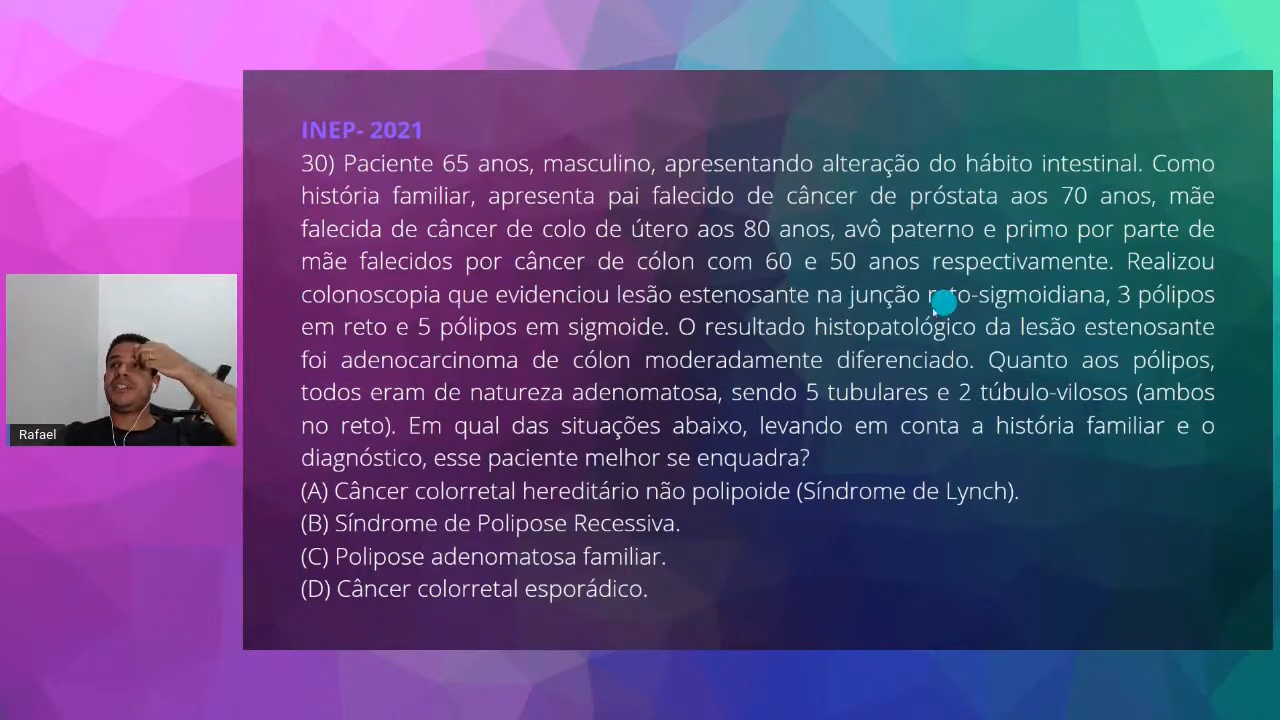 INEP- 2021
30) Paciente 65 anos, masculino, apresentando alteração do hábito intestinal. Como
história familiar, apresenta pai falecido de câncer de próstata aos 70 anos, mãe
falecida de câncer de colo de útero aos 80 anos, avô paterno e primo por parte de
mãe falecidos por câncer de cólon com 60 e 50 anos respectivamente. Realizou
colonoscopia que evidenciou lesão estenosante na junção reto-sigmoidiana, 3 pólipos
em reto e 5 pólipos em sigmoide. O resultado histopatológico da lesão estenosante
foi adenocarcinoma de cólon moderadamente diferenciado. Quanto aos pólipos,
todos eram de natureza adenomatosa, sendo 5 tubulares e 2 túbulo-vilosos (ambos
no reto). Em qual das situações abaixo, levando em conta a história familiar e o
diagnóstico, esse paciente melhor se enquadra?
(A) Câncer colorretal hereditário não polipoide (Síndrome de Lynch).
(B) Síndrome de Polipose Recessiva.
(C) Polipose adenomatosa familiar.
(D) Câncer colorretal esporádico.
Rafael